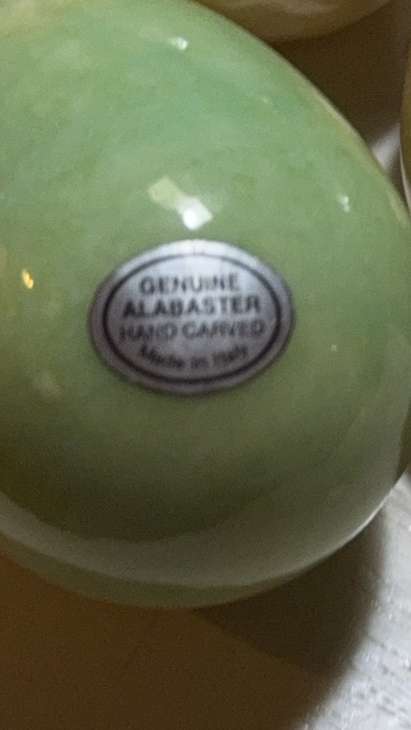 GENUINE
ALABASTER
HAND CARVED
Made in Italy